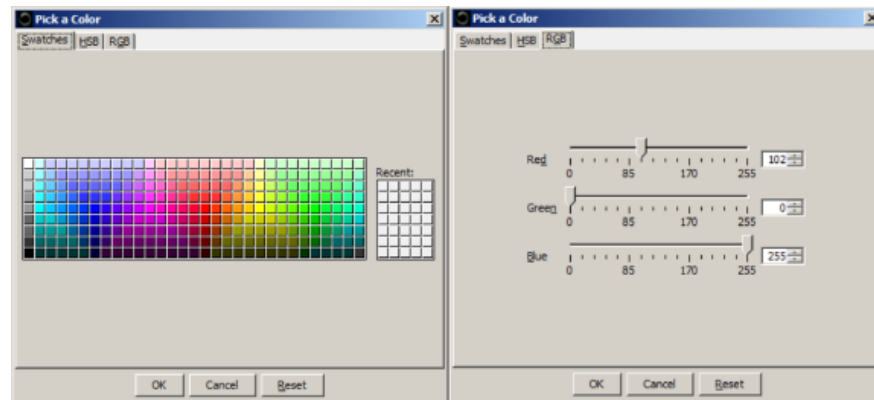 Pick a Color
Swatches HSB RGB
Recent:
OK Cancel Reset
Pick a Color
Swatches HSB RGB
Red 102
0 85 170 255
Green 0
0 85 170 255
Blue 255
0 85 170 255
OK Cancel Reset